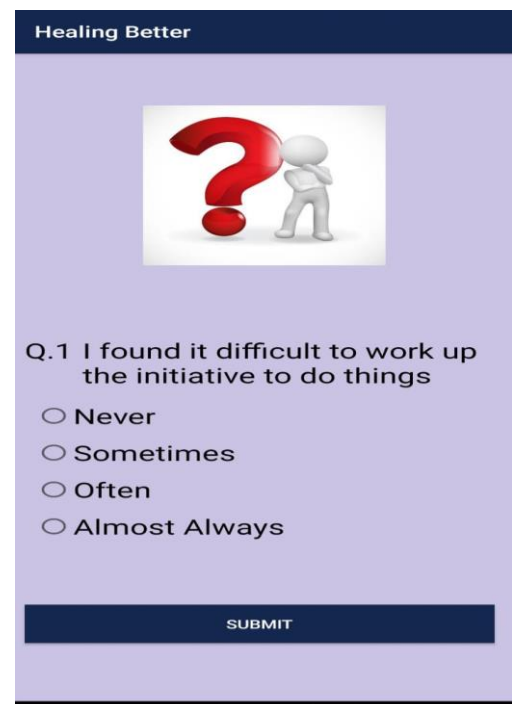 Healing Better
Q.1 I found it difficult to work up
the initiative to do things
Never
Sometimes
Often
Almost Always
SUBMIT